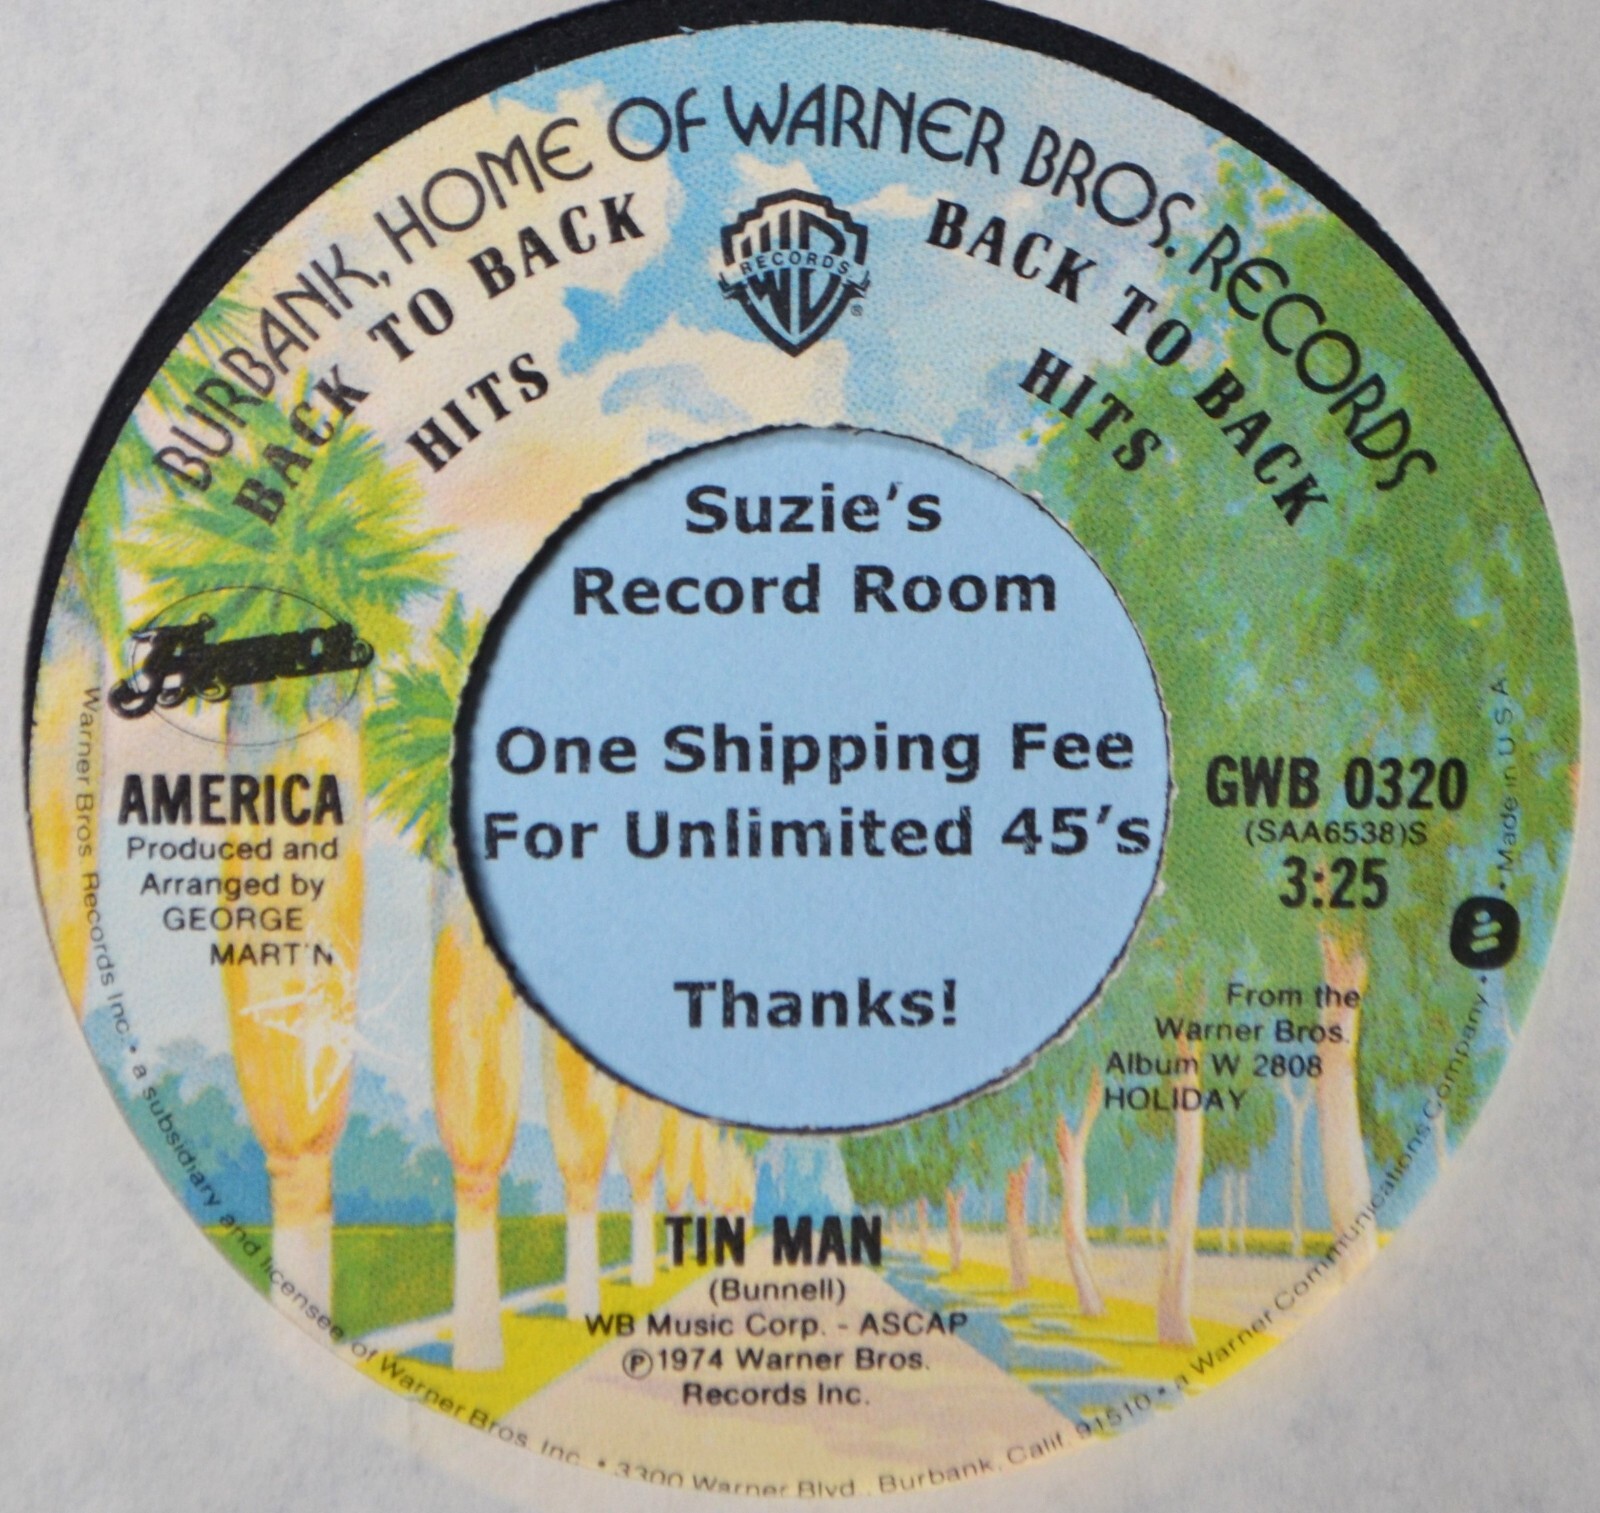 BURBANK, HOME OF WARNER BROS. RECORDS
BACK TO BACK
HITS
BACK TO BACK
HITS
WB
RECORDS
®
Suzie's
Record Room
One Shipping Fee
For Unlimited 45's
Thanks!
America
AMERICA
Produced and
Arranged by
GEORGE
MART'N
GWB 0320
(SAA6538)S
3:25
From the
Warner Bros.
Album W 2808
HOLIDAY
TIN MAN
(Bunnell)
WB Music Corp. - ASCAP
℗1974 Warner Bros.
Records Inc.
Warner Bros. Records Inc. • a subsidiary and licensee of Warner Bros. Inc. • 3300 Warner Blvd., Burbank, Calif. 91510 • a Warner Communications Company • Made in U S A